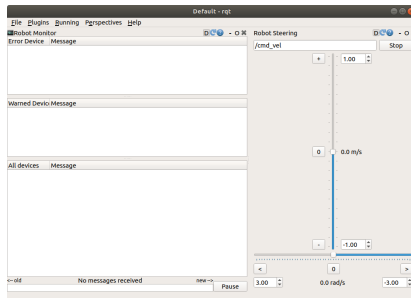 Default - rqt
File Plugins Running Perspectives Help
Robot Monitor D - O
Error Device Message
Warned Device Message
All devices Message
<-- old No messages received new -->
Pause
Robot Steering D - O
/cmd_vel Stop
+ 1.00
0 0.0 m/s
- -1.00
< 0 >
3.00 0.0 rad/s -3.00